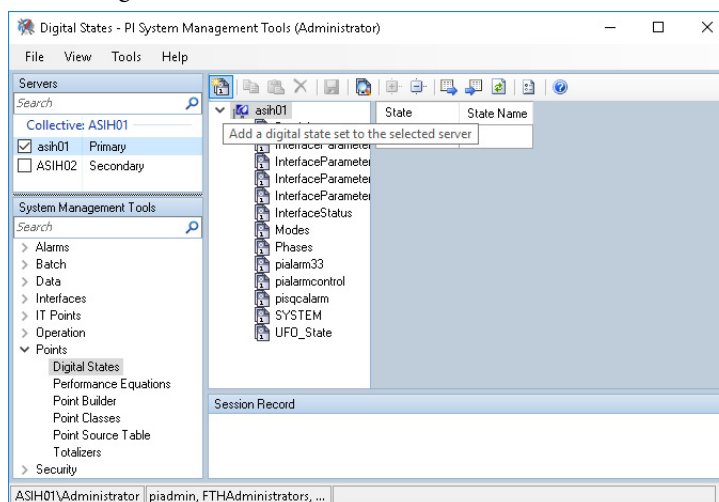 Digital States - PI System Management Tools (Administrator)
File View Tools Help
Servers
Search
Collective: ASIH01
asih01 Primary
ASIH02 Secondary
System Management Tools
Search
Alarms
Batch
Data
Interfaces
IT Points
Operation
Points
Digital States
Performance Equations
Point Builder
Point Classes
Point Source Table
Totalizers
Security
asih01
Add a digital state set to the selected server
InterfaceParameter
InterfaceParameter
InterfaceParameter
InterfaceStatus
Modes
Phases
pialarm33
pialarmcontrol
pisqcalarm
SYSTEM
UFO_State
State State Name
Session Record
ASIH01\Administrator piadmin, FTHAdministrators, ...